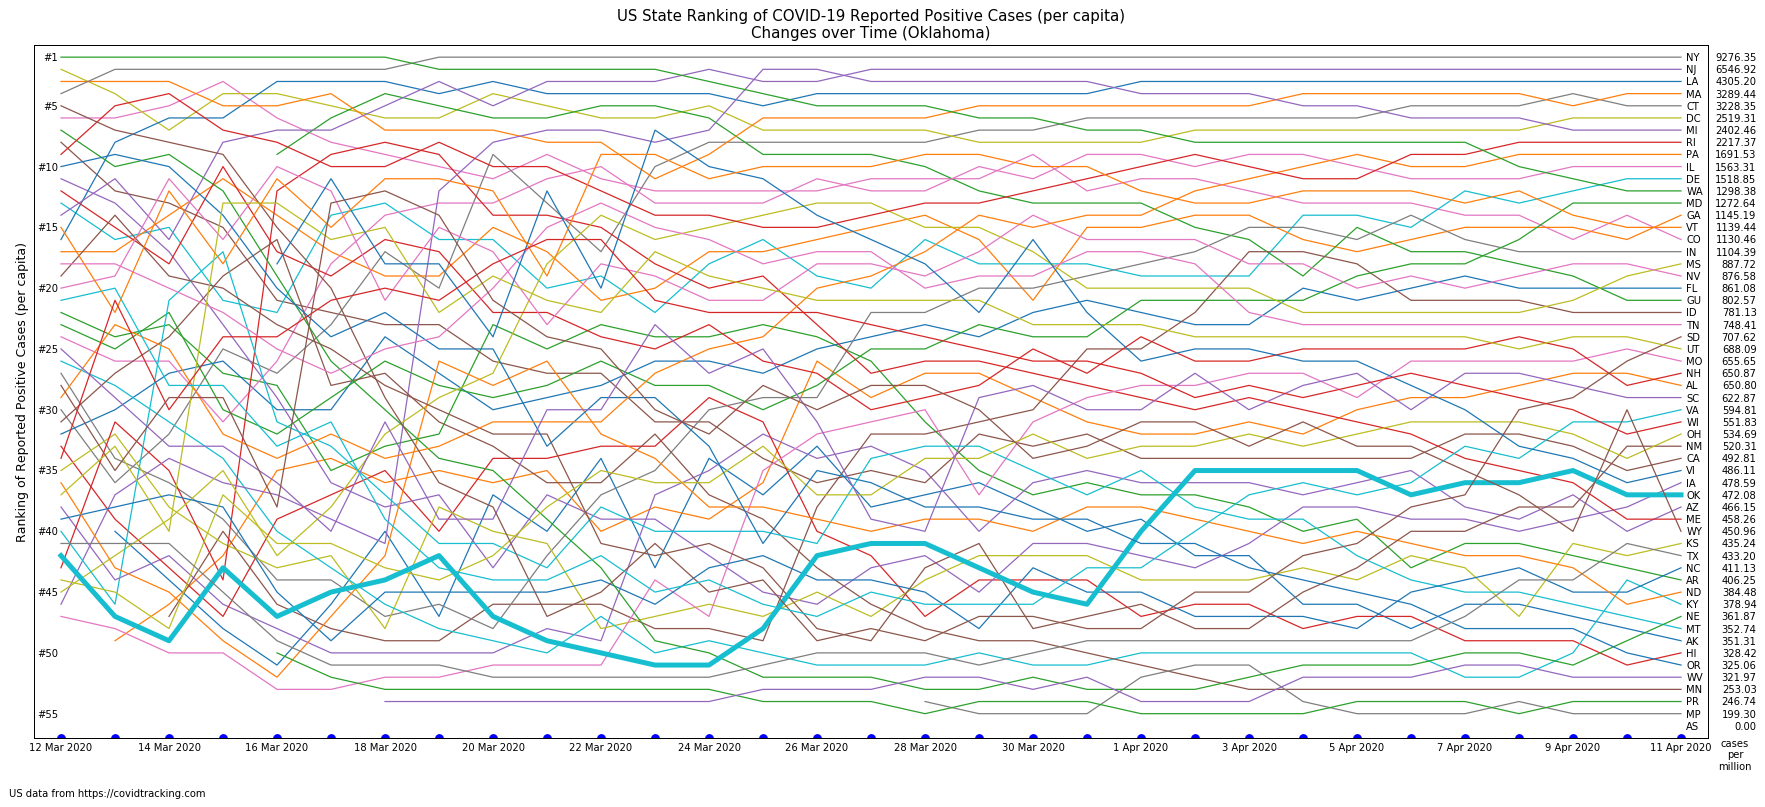 US State Ranking of COVID-19 Reported Positive Cases (per capita)
Changes over Time (Oklahoma)
Ranking of Reported Positive Cases (per capita)
#1
#5
#10
#15
#20
#25
#30
#35
#40
#45
#50
#55
NY 9276.35
NJ 6546.92
LA 4305.20
MA 3289.44
CT 3228.35
DC 2519.31
MI 2402.46
RI 2217.37
PA 1691.53
IL 1563.31
DE 1518.85
WA 1298.38
MD 1272.64
GA 1145.19
VT 1139.44
CO 1130.46
IN 1104.39
MS 887.72
NV 876.58
FL 861.08
GU 802.57
ID 781.13
TN 748.41
SD 707.62
UT 688.09
MO 655.65
NH 650.87
AL 650.80
SC 622.87
VA 594.81
WI 551.83
OH 534.69
NM 520.31
CA 492.81
VI 486.11
IA 478.59
OK 472.08
AZ 466.15
ME 458.26
WY 450.96
KS 435.24
TX 433.20
NC 411.13
AR 406.25
ND 384.48
KY 378.94
NE 361.87
MT 352.74
AK 351.31
HI 328.42
OR 325.06
WV 321.97
MN 253.03
PR 246.74
MP 199.30
AS 0.00
12 Mar 2020 14 Mar 2020 16 Mar 2020 18 Mar 2020 20 Mar 2020 22 Mar 2020 24 Mar 2020 26 Mar 2020 28 Mar 2020 30 Mar 2020 1 Apr 2020 3 Apr 2020 5 Apr 2020 7 Apr 2020 9 Apr 2020 11 Apr 2020
cases
per
million
US data from https://covidtracking.com